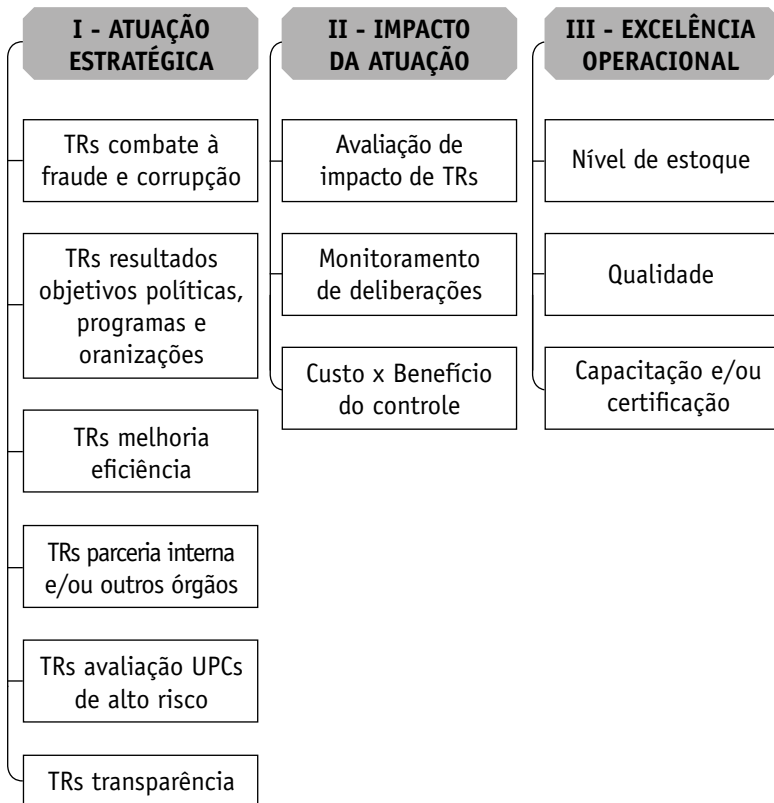 I - ATUAÇÃO
ESTRATÉGICA
TRs combate à
fraude e corrupção
TRs resultados
objetivos políticas,
programas e
oranizações
TRs melhoria
eficiência
TRs parceria interna
e/ou outros órgãos
TRs avaliação UPCs
de alto risco
TRs transparência
II - IMPACTO
DA ATUAÇÃO
Avaliação de
impacto de TRs
Monitoramento
de deliberações
Custo x Benefício
do controle
III - EXCELÊNCIA
OPERACIONAL
Nível de estoque
Qualidade
Capacitação e/ou
certificação